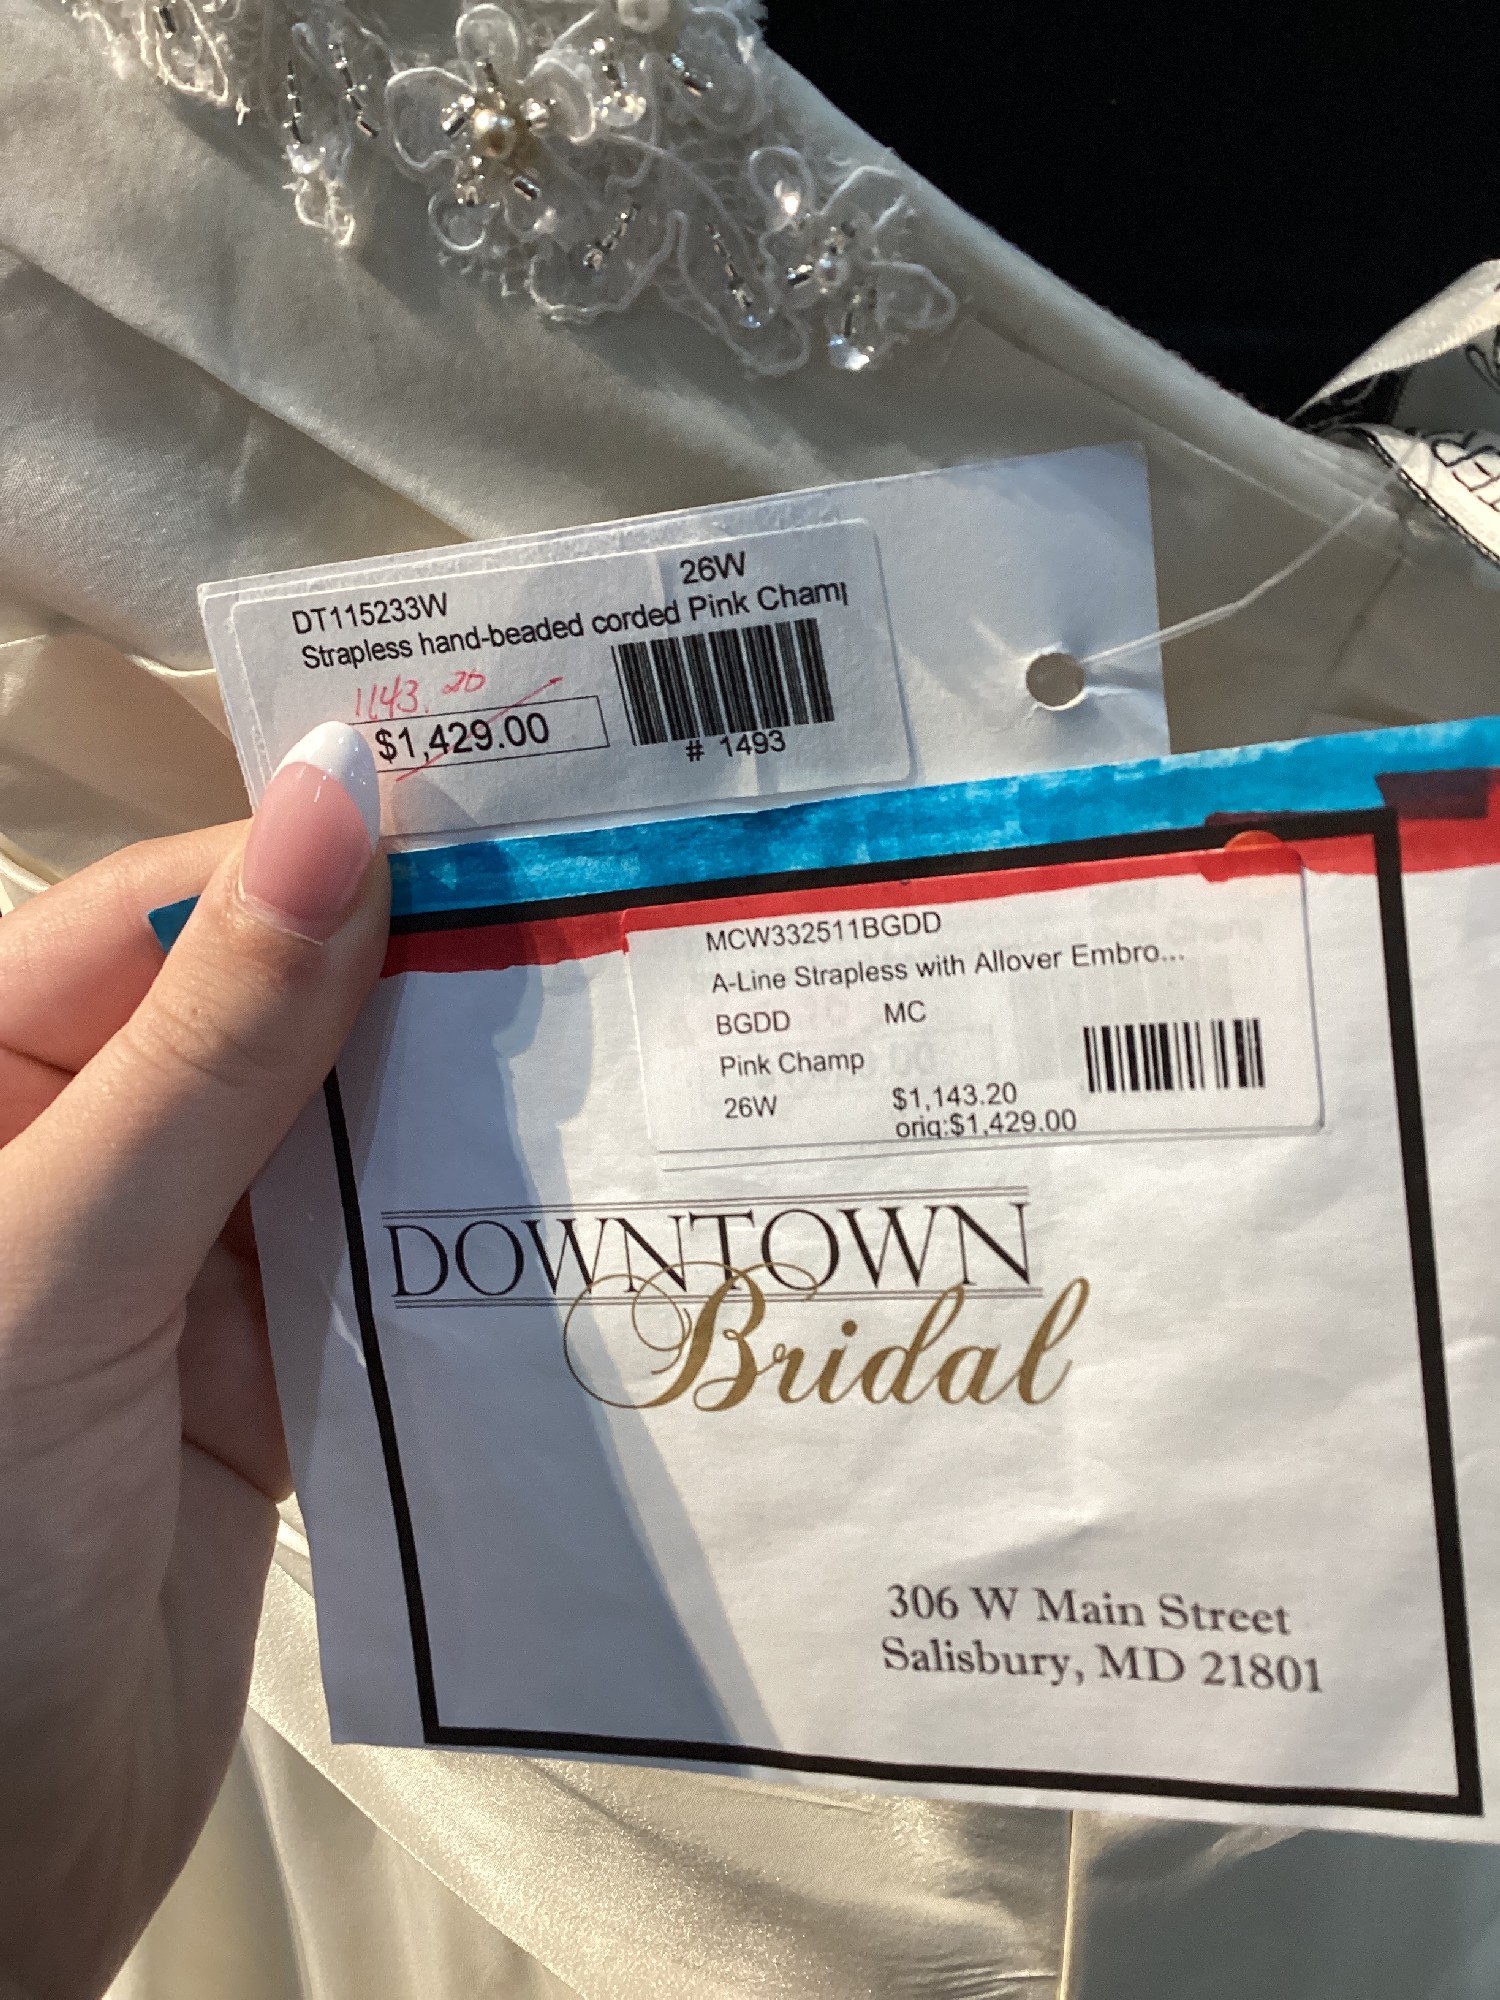 26W
DT115233W
Strapless hand-beaded corded Pink Champ
1143.20
$1,429.00
# 1493
MCW332511BGDD
A-Line Strapless with Allover Embro...
BGDD MC
Pink Champ
26W $1,143.20
orig:$1,429.00
DOWNTOWN
Bridal
306 W Main Street
Salisbury, MD 21801